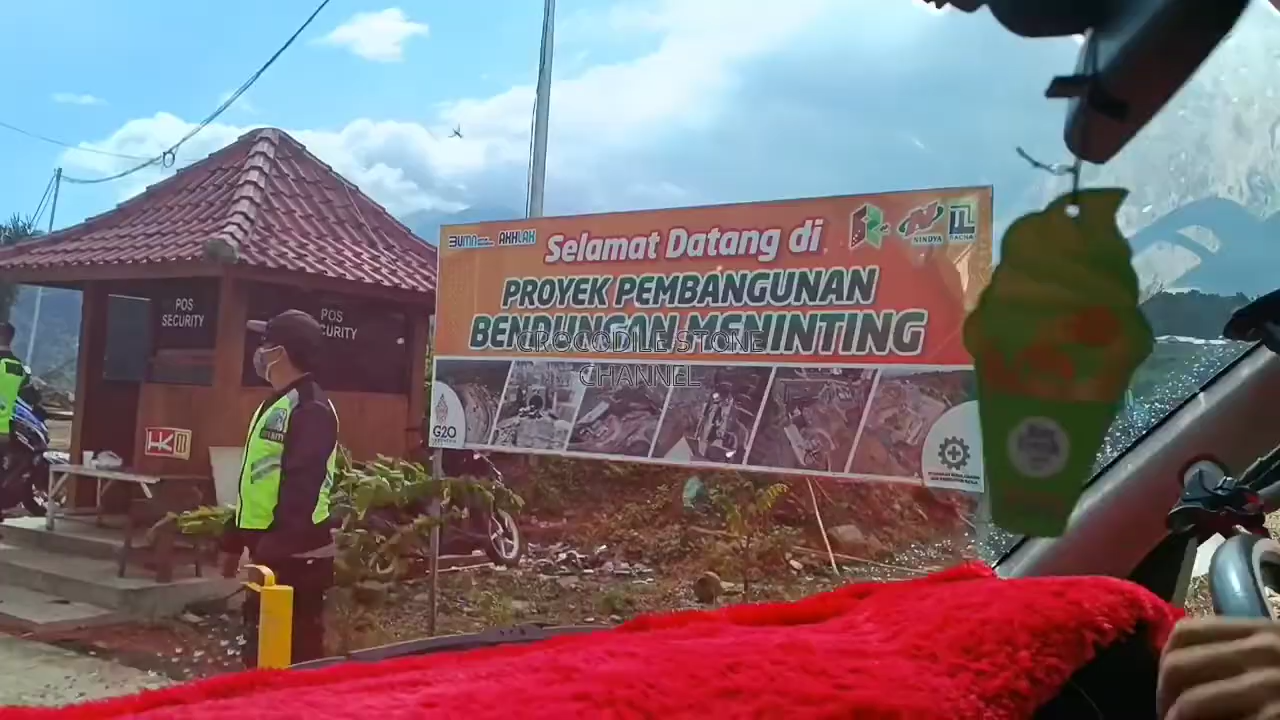 BUMN AKHLAK
Selamat Datang di
NINDYA
BACHA
PROYEK PEMBANGUNAN
BENDUNGAN MENINTING
CROCODILE STONE
CHANNEL
POS
SECURITY
POS
SECURITY
HK
G20